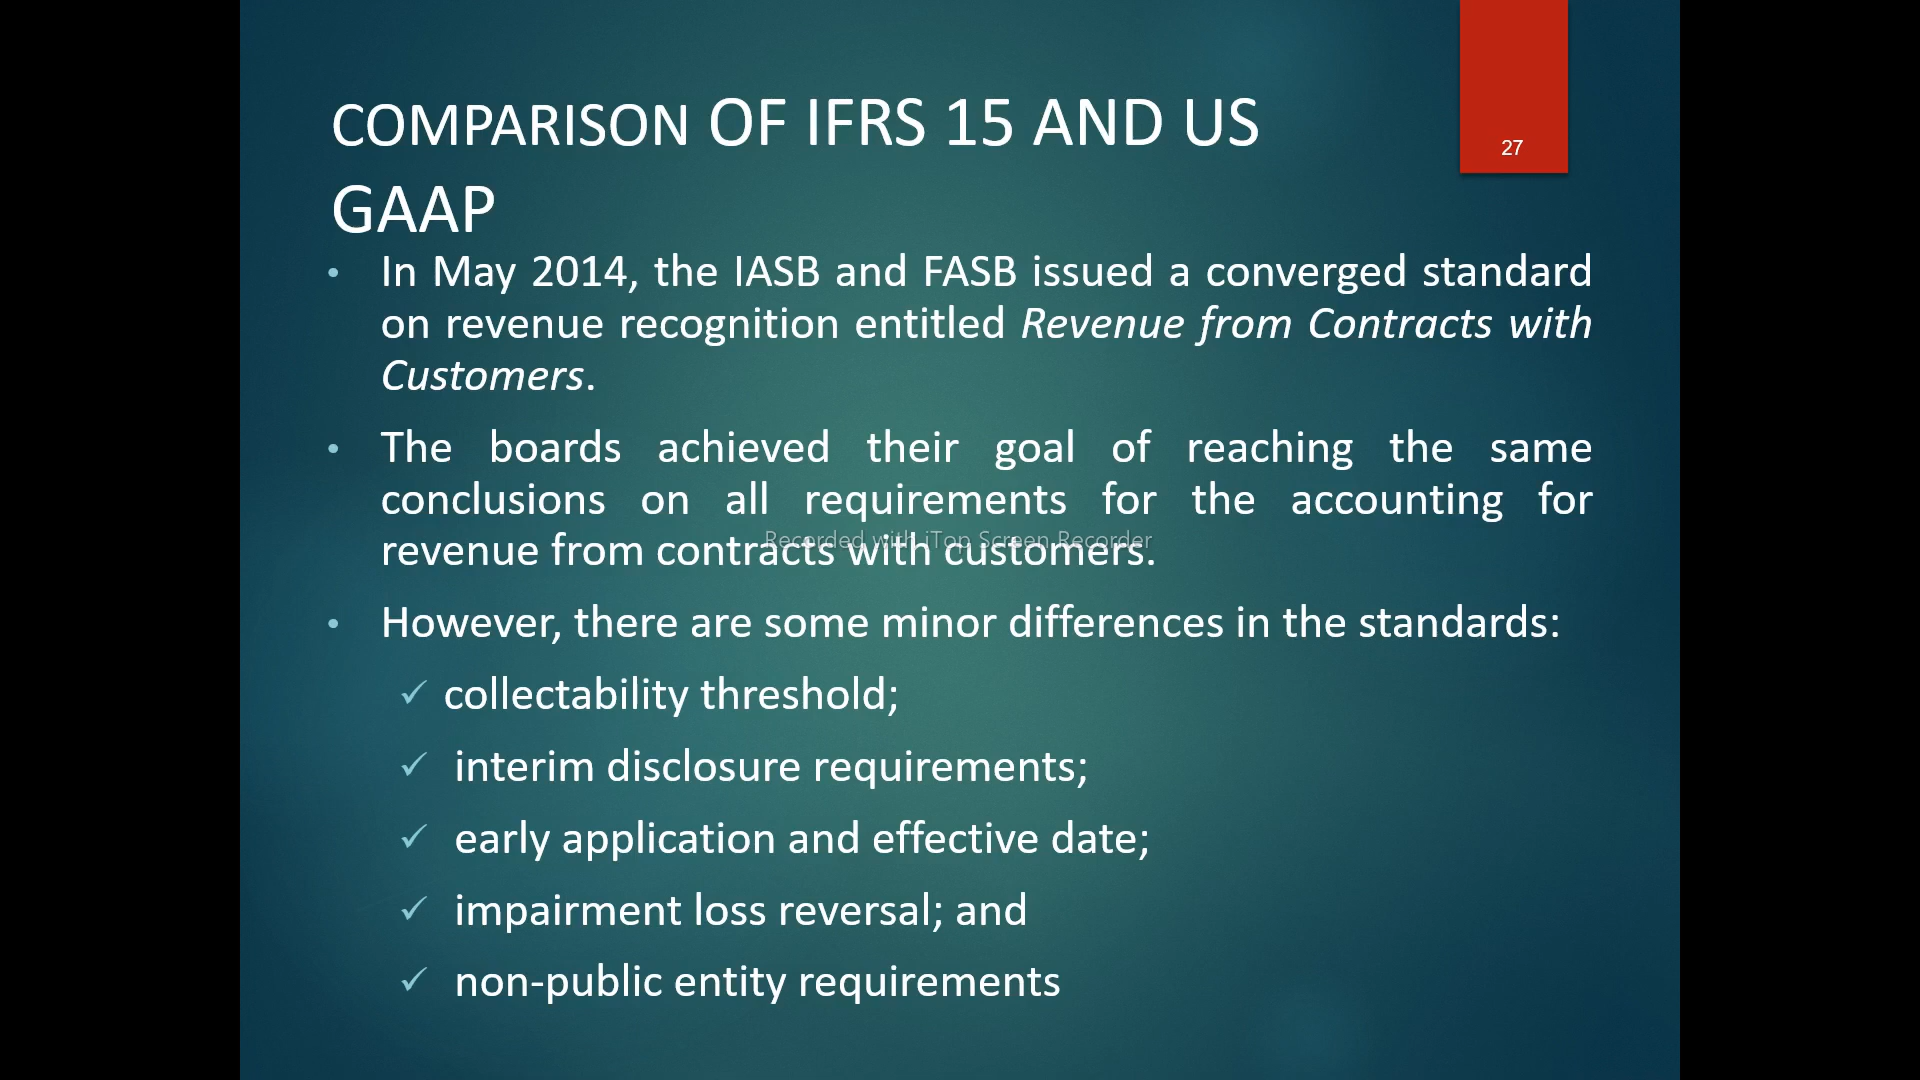 COMPARISON OF IFRS 15 AND US
GAAP
27
• In May 2014, the IASB and FASB issued a converged standard
on revenue recognition entitled Revenue from Contracts with
Customers.
• The boards achieved their goal of reaching the same
conclusions on all requirements for the accounting for
Recorded with iTop Screen Recorder
revenue from contracts with customers.
• However, there are some minor differences in the standards:
✓ collectability threshold;
✓ interim disclosure requirements;
✓ early application and effective date;
✓ impairment loss reversal; and
✓ non-public entity requirements